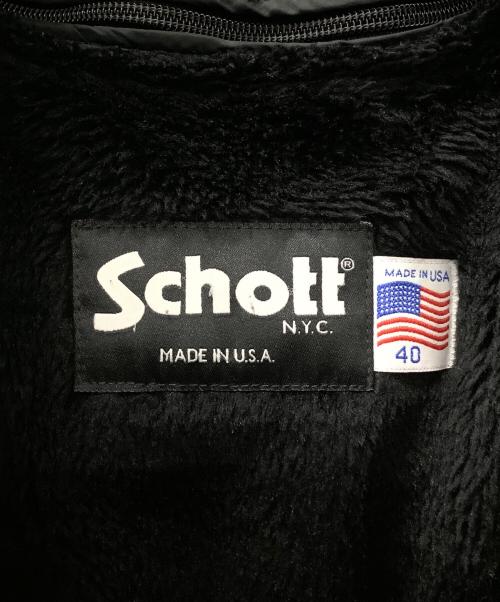 Schott®
N.Y.C.
MADE IN U.S.A.
MADE IN USA
40